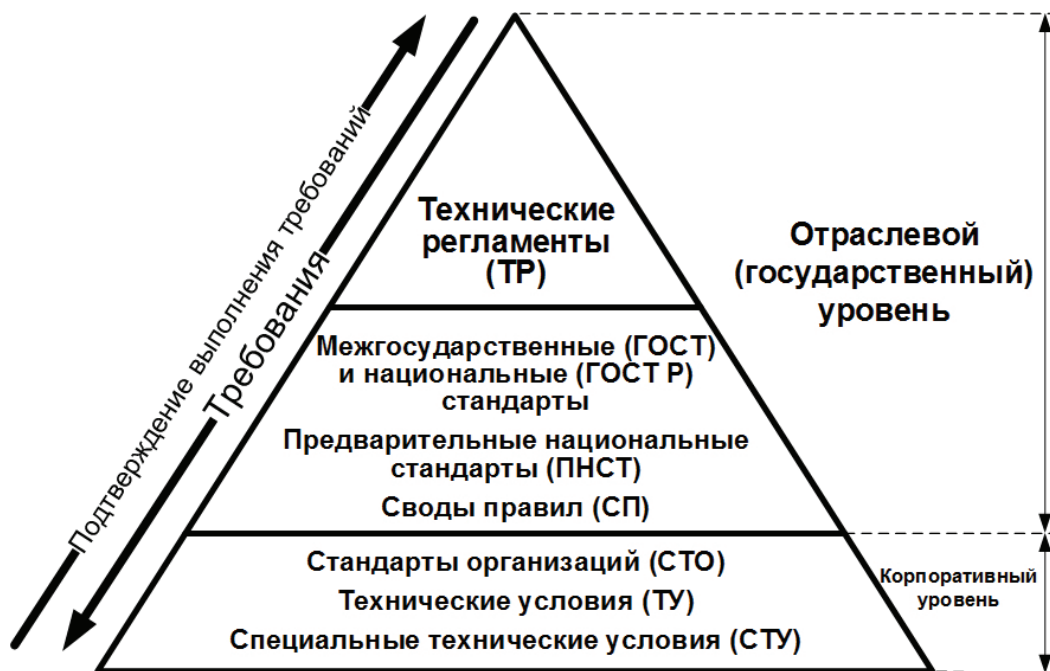 Подтверждение выполнения требований
Требования
Технические
регламенты
(ТР)
Межгосударственные (ГОСТ)
и национальные (ГОСТ Р)
стандарты
Предварительные национальные
стандарты (ПНСТ)
Своды правил (СП)
Стандарты организаций (СТО)
Технические условия (ТУ)
Специальные технические условия (СТУ)
Отраслевой
(государственный)
уровень
Корпоративный
уровень